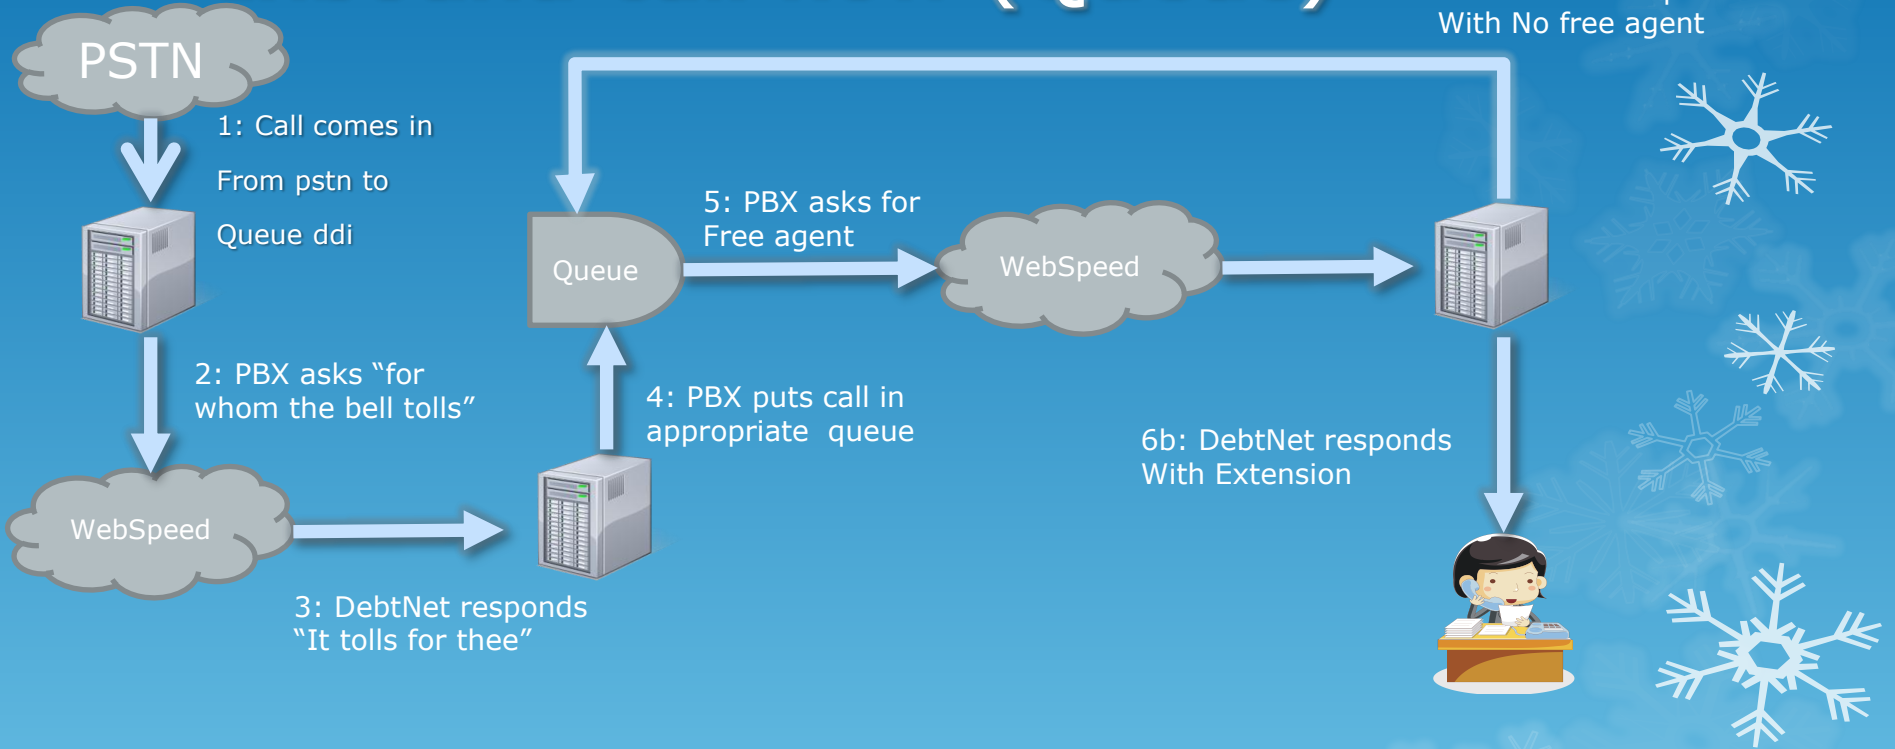 With No free agent
PSTN
1: Call comes in
From pstn to
Queue ddi
5: PBX asks for
Free agent
Queue
WebSpeed
2: PBX asks “for
whom the bell tolls”
4: PBX puts call in
appropriate  queue
6b: DebtNet responds
With Extension
WebSpeed
3: DebtNet responds
“It tolls for thee”